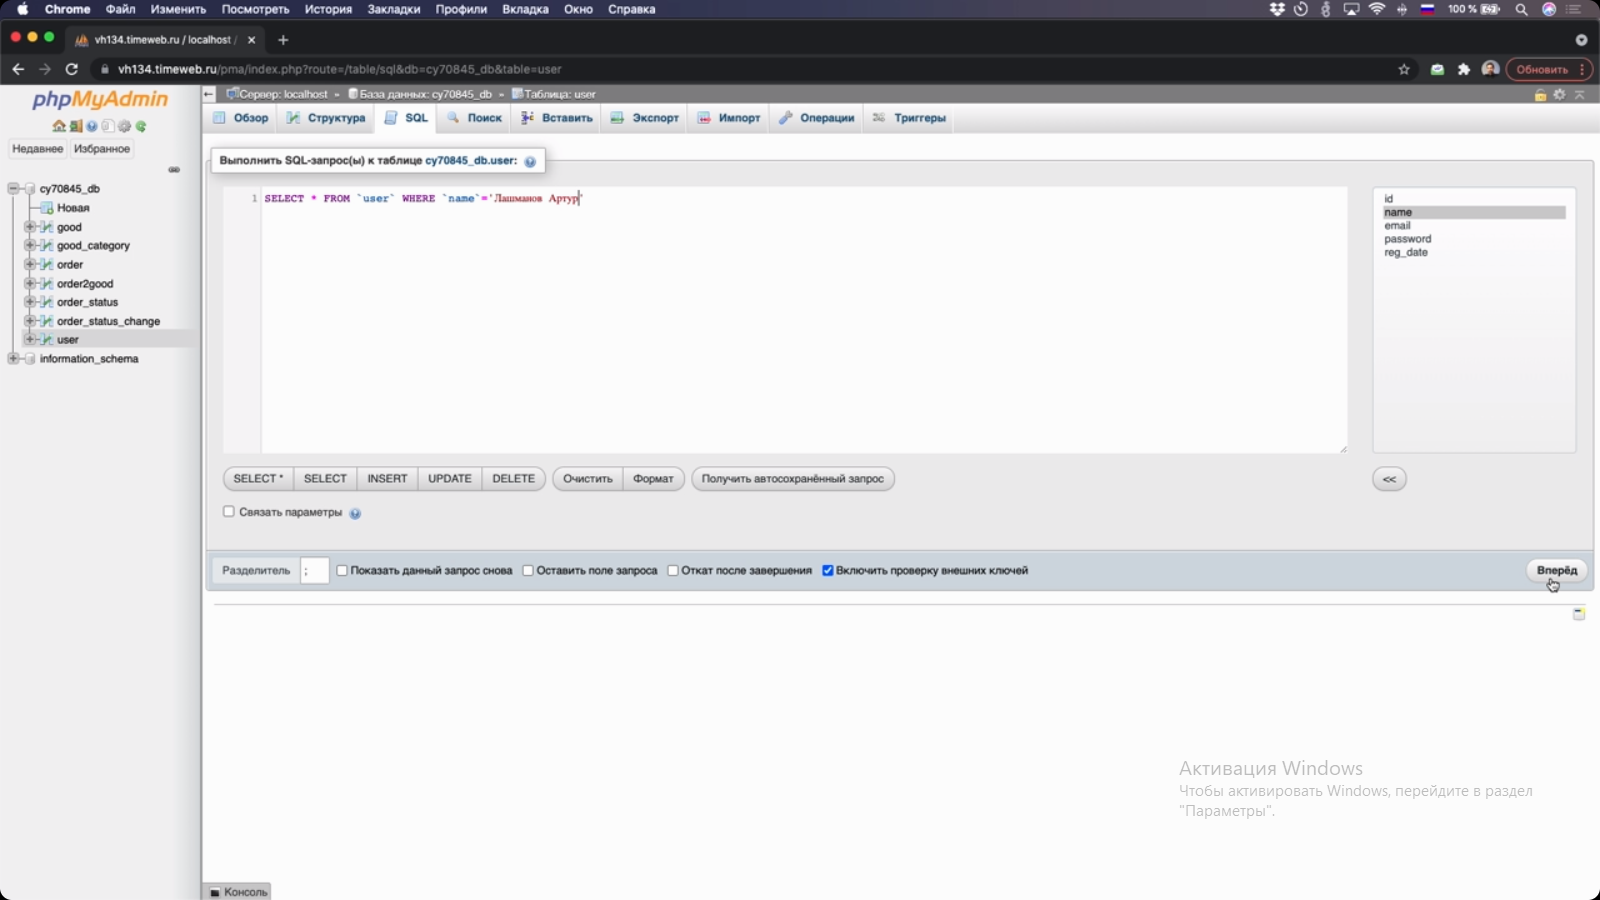 Chrome Файл Изменить Посмотреть История Закладки Профили Вкладка Окно Справка 100 %
vh134.timeweb.ru / localhost /
vh134.timeweb.ru/pma/index.php?route=/table/sql&db=cy70845_db&table=user Обновить
phpMyAdmin
Недавнее Избранное
cy70845_db
Новая
good
good_category
order
order2good
order_status
order_status_change
user
information_schema
Сервер: localhost » База данных: cy70845_db » Таблица: user
Обзор Структура SQL Поиск Вставить Экспорт Импорт Операции Триггеры
Выполнить SQL-запрос(ы) к таблице cy70845_db.user:
1 SELECT * FROM `user` WHERE `name`='Лашманов Артур'
id
name
email
password
reg_date
SELECT * SELECT INSERT UPDATE DELETE Очистить Формат Получить автосохранённый запрос <<
Связать параметры
Разделитель ; Показать данный запрос снова Оставить поле запроса Откат после завершения Включить проверку внешних ключей Вперёд
Активация Windows
Чтобы активировать Windows, перейдите в раздел
"Параметры".
Консоль